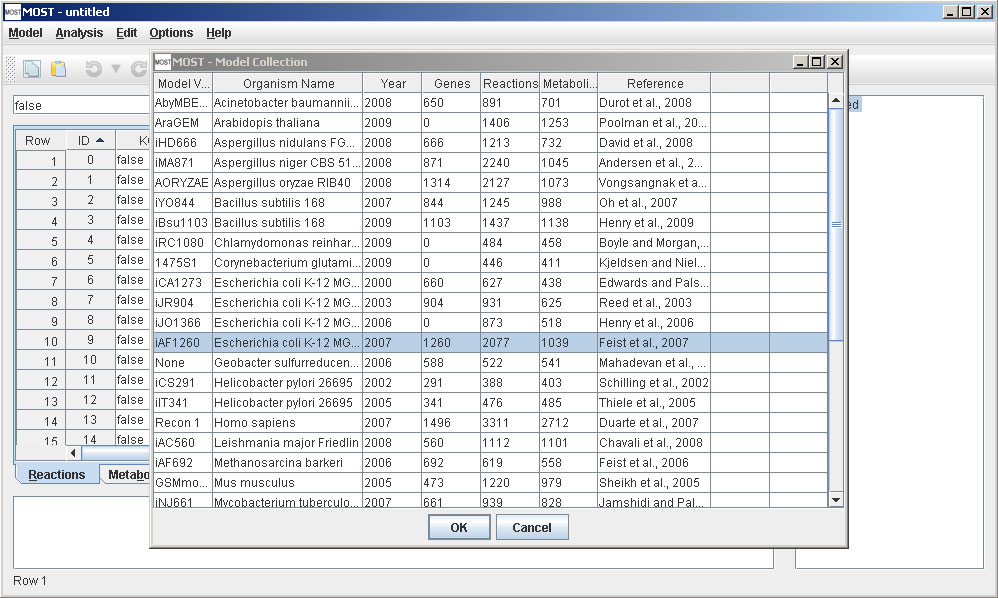 MOST MOST - untitled
Model Analysis Edit Options Help
false
Row ID
1 0 false
2 1 false
3 2 false
4 3 false
5 4 false
6 5 false
7 6 false
8 7 false
9 8 false
10 9 false
11 10 false
12 11 false
13 12 false
14 13 false
15 14 false
Reactions Metabo
Row 1
MOST MOST - Model Collection
Model V... Organism Name Year Genes Reactions Metaboli... Reference
AbyMBE... Acinetobacter baumannii... 2008 650 891 701 Durot et al., 2008
AraGEM Arabidopsis thaliana 2009 0 1406 1253 Poolman et al., 20...
iHD666 Aspergillus nidulans FG... 2008 666 1213 732 David et al., 2008
iMA871 Aspergillus niger CBS 51... 2008 871 2240 1045 Andersen et al., 2...
AORYZAE Aspergillus oryzae RIB40 2008 1314 2127 1073 Vongsangnak et a...
iYO844 Bacillus subtilis 168 2007 844 1245 988 Oh et al., 2007
iBsu1103 Bacillus subtilis 168 2009 1103 1437 1138 Henry et al., 2009
iRC1080 Chlamydomonas reinhar... 2009 0 484 458 Boyle and Morgan,...
1475S1 Corynebacterium glutami... 2009 0 446 411 Kjeldsen and Niel...
iCA1273 Escherichia coli K-12 MG... 2000 660 627 438 Edwards and Pals...
iJR904 Escherichia coli K-12 MG... 2003 904 931 625 Reed et al., 2003
iJO1366 Escherichia coli K-12 MG... 2006 0 873 518 Henry et al., 2006
iAF1260 Escherichia coli K-12 MG... 2007 1260 2077 1039 Feist et al., 2007
None Geobacter sulfurreducen... 2006 588 522 541 Mahadevan et al., ...
iCS291 Helicobacter pylori 26695 2002 291 388 403 Schilling et al., 2002
iIT341 Helicobacter pylori 26695 2005 341 476 485 Thiele et al., 2005
Recon 1 Homo sapiens 2007 1496 3311 2712 Duarte et al., 2007
iAC560 Leishmania major Friedlin 2008 560 1112 1101 Chavali et al., 2008
iAF692 Methanosarcina barkeri 2006 692 619 558 Feist et al., 2006
GSMmo... Mus musculus 2005 473 1220 979 Sheikh et al., 2005
iNJ661 Mycobacterium tuberculo... 2007 661 939 828 Jamshidi and Pal...
OK Cancel